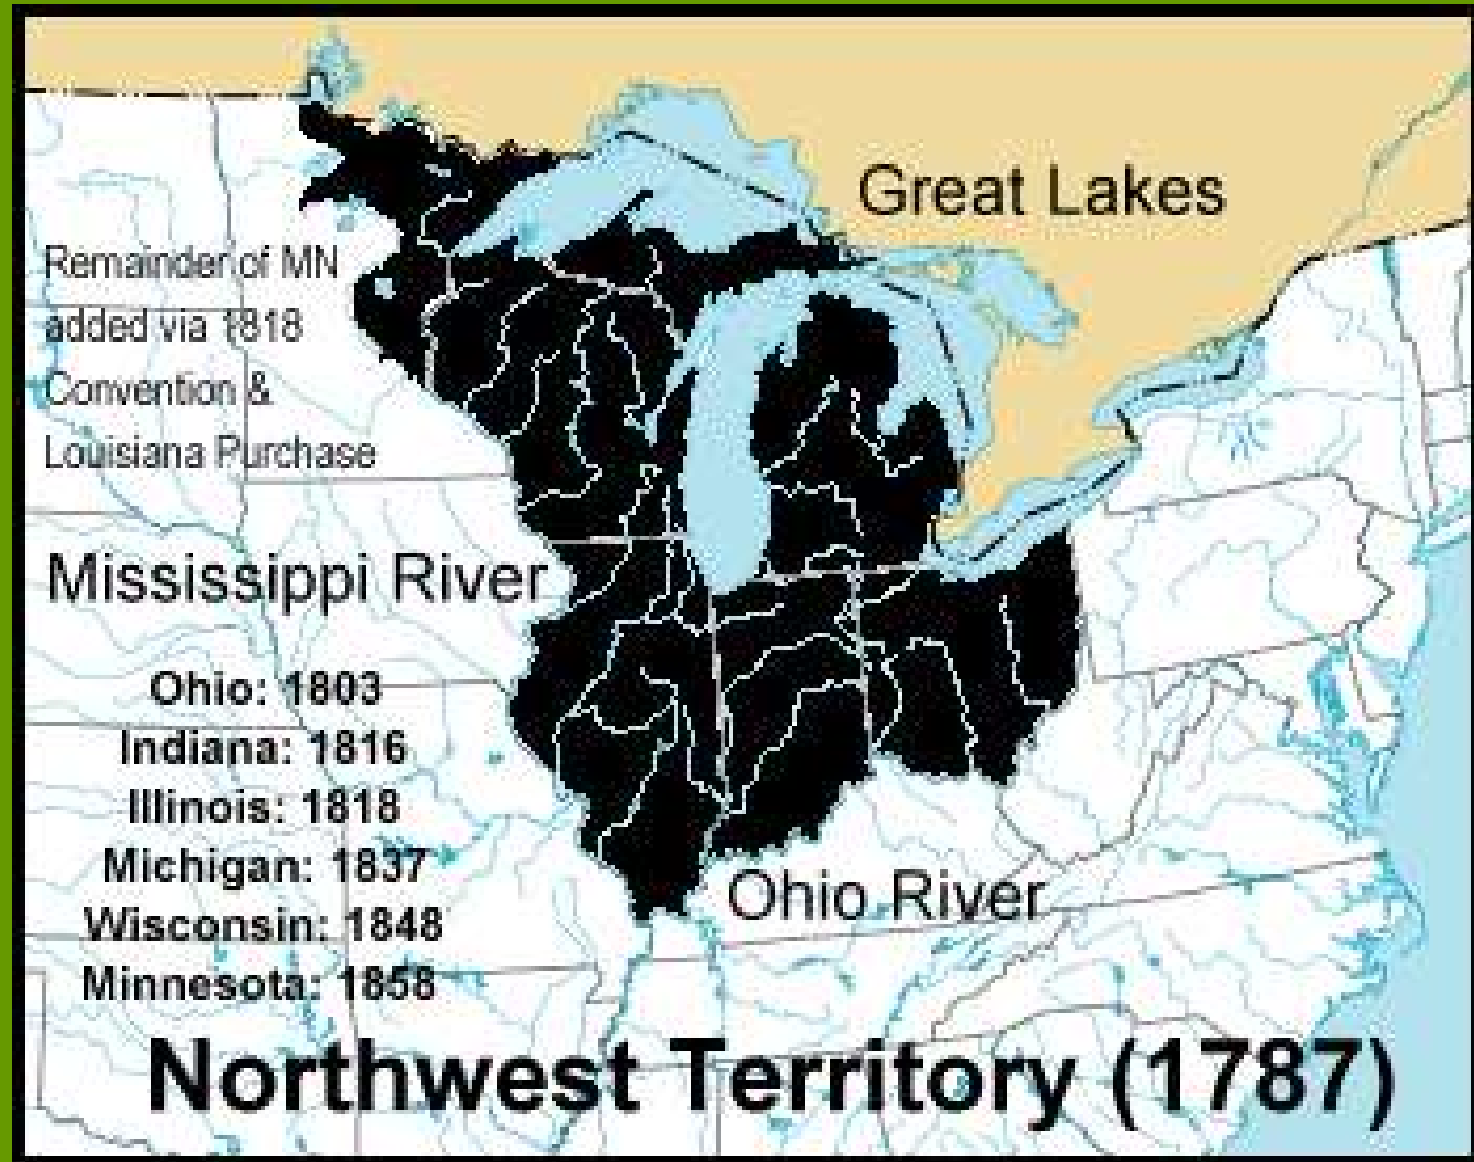 Great Lakes
Remainder of MN
added via 1818
Convention &
Louisiana Purchase
Mississippi River
Ohio: 1803
Indiana: 1816
Illinois: 1818
Michigan: 1837
Wisconsin: 1848
Minnesota: 1858
Ohio River
Northwest Territory (1787)